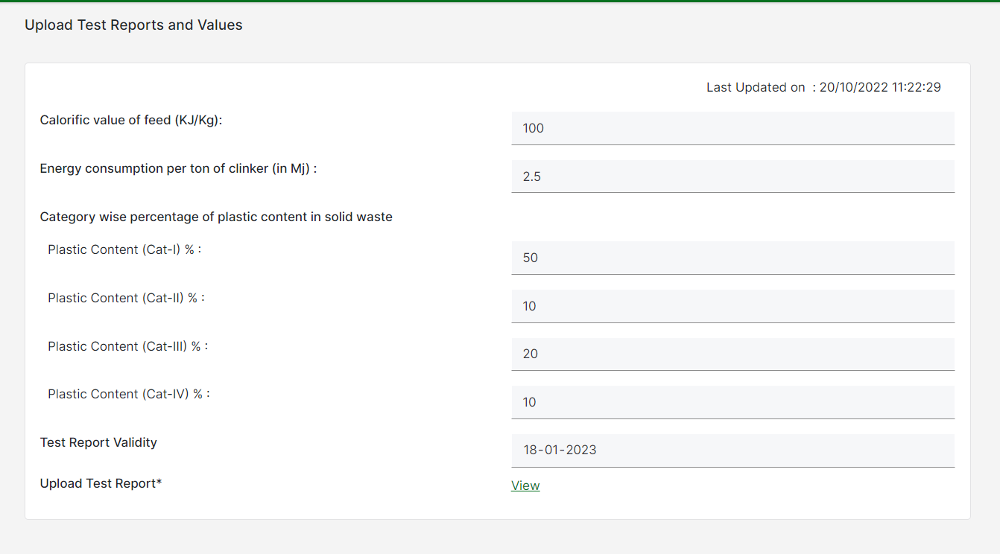 Upload Test Reports and Values
Last Updated on : 20/10/2022 11:22:29
Calorific value of feed (KJ/Kg):
100
Energy consumption per ton of clinker (in Mj) :
2.5
Category wise percentage of plastic content in solid waste
Plastic Content (Cat-I) % :
50
Plastic Content (Cat-II) % :
10
Plastic Content (Cat-III) % :
20
Plastic Content (Cat-IV) % :
10
Test Report Validity
18-01-2023
Upload Test Report*
View